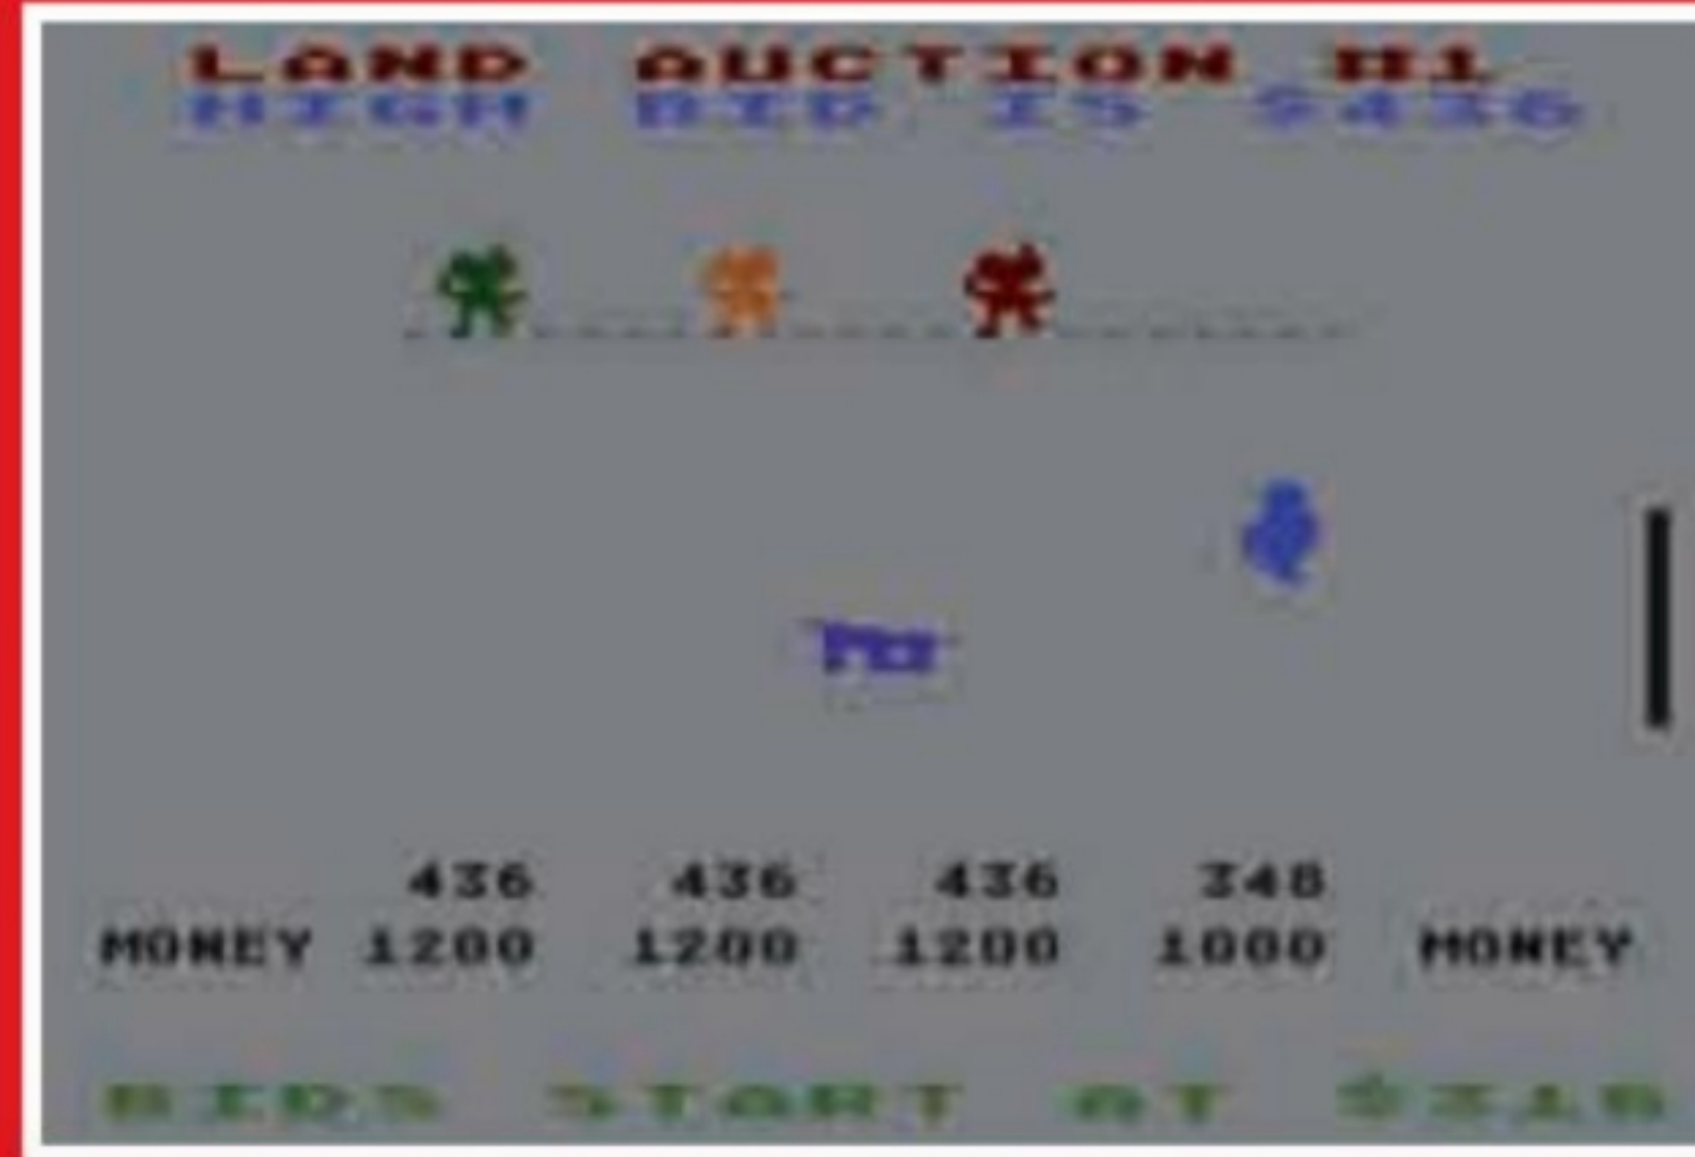 LAND AUCTION #1
HIGH BID IS $436
436 436 436 348
MONEY 1200 1200 1200 1000 MONEY
BIDS START AT